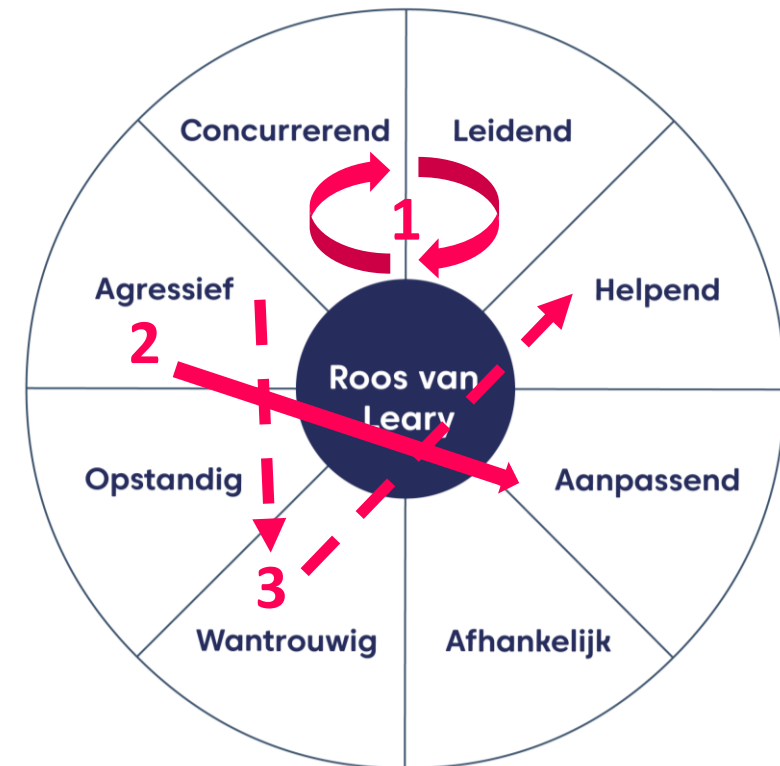 Concurrerend
Leidend
1
Agressief
Helpend
2
Roos van
Leary
Opstandig
Aanpassend
3
Wantrouwig
Afhankelijk